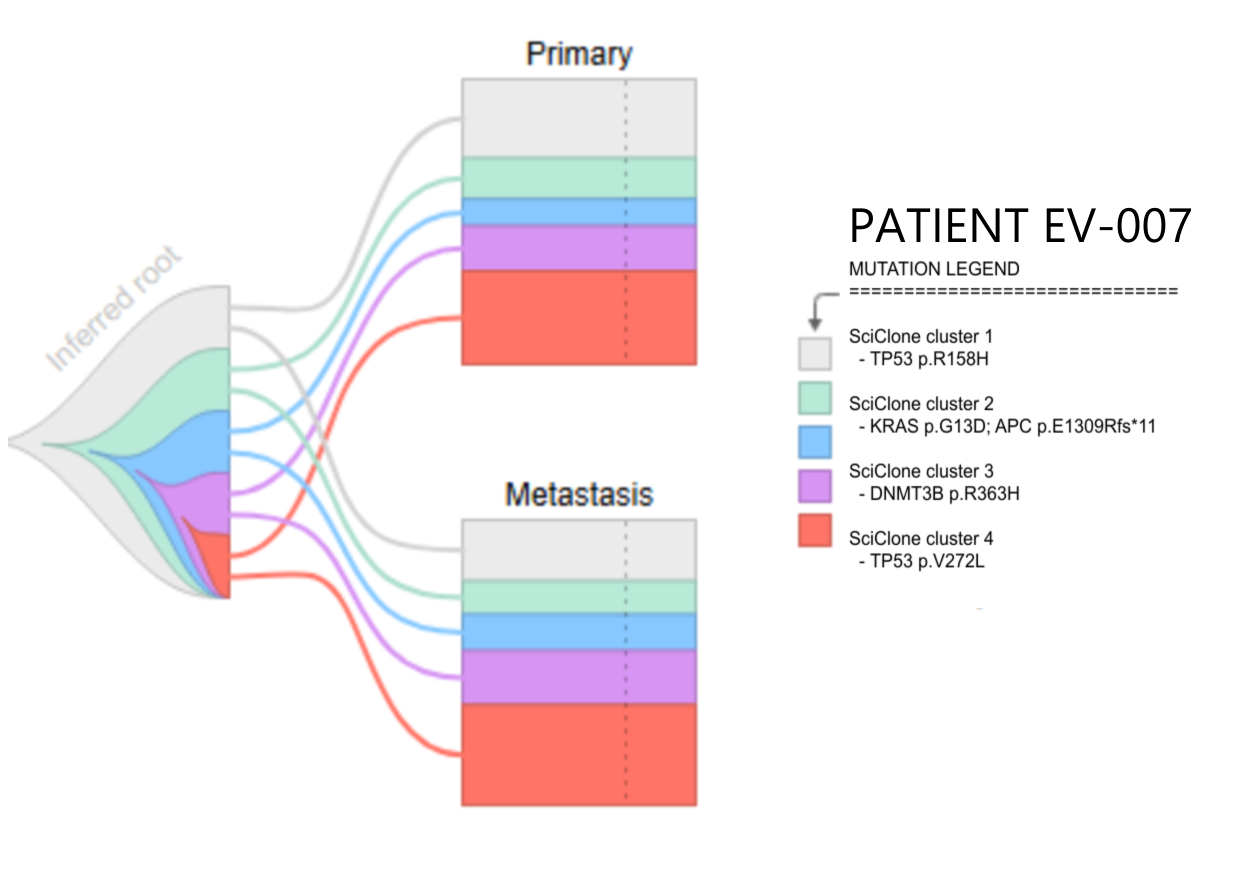 Primary
Inferred root
Metastasis
PATIENT EV-007
MUTATION LEGEND
==============================
SciClone cluster 1
- TP53 p.R158H
SciClone cluster 2
- KRAS p.G13D; APC p.E1309Rfs*11
SciClone cluster 3
- DNMT3B p.R363H
SciClone cluster 4
- TP53 p.V272L